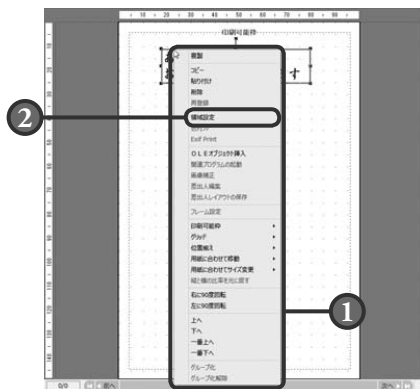 印刷可能枠
複製
コピー
貼り付け
削除
再登録
領域設定
Exif Print
OLEオブジェクト挿入
関連プログラムの起動
画像補正
差出人編集
差出人レイアウトの保存
フレーム設定
印刷可能枠
グリッド
位置揃え
用紙に合わせて移動
用紙に合わせてサイズ変更
縦と横の比率を元に戻す
右に90度回転
左に90度回転
上へ
下へ
一番上へ
一番下へ
グループ化
グループ化解除
0/0 前へ 次へ
2
1